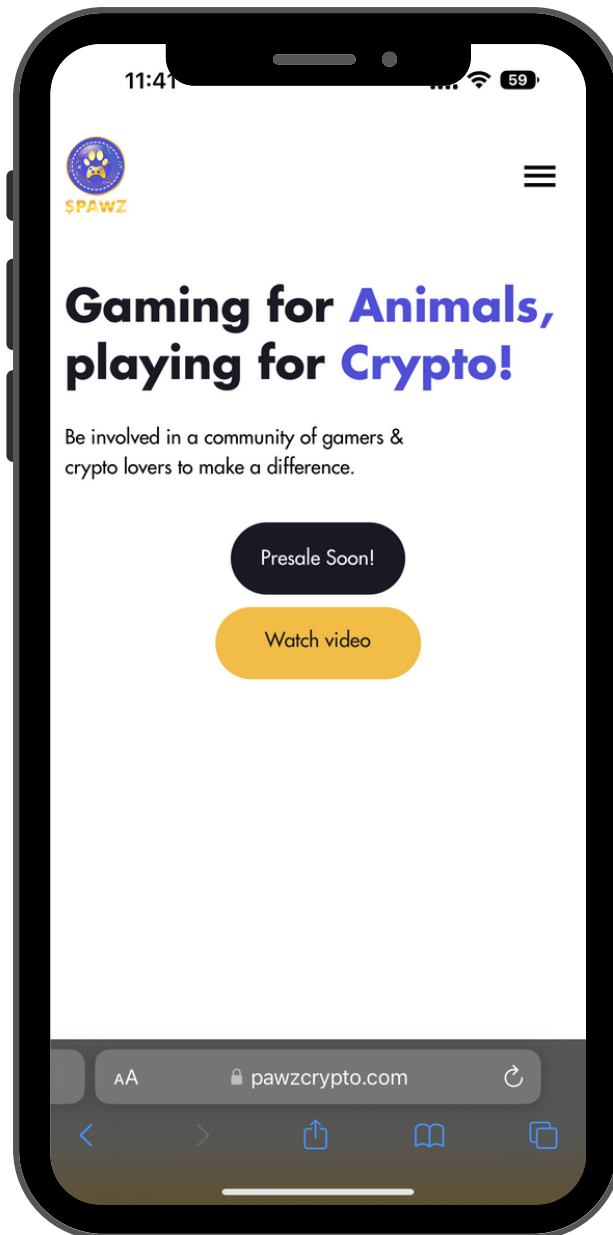 11:41
59
$PAWZ
Gaming for Animals,
playing for Crypto!
Be involved in a community of gamers &
crypto lovers to make a difference.
Presale Soon!
Watch video
AA
pawzcrypto.com